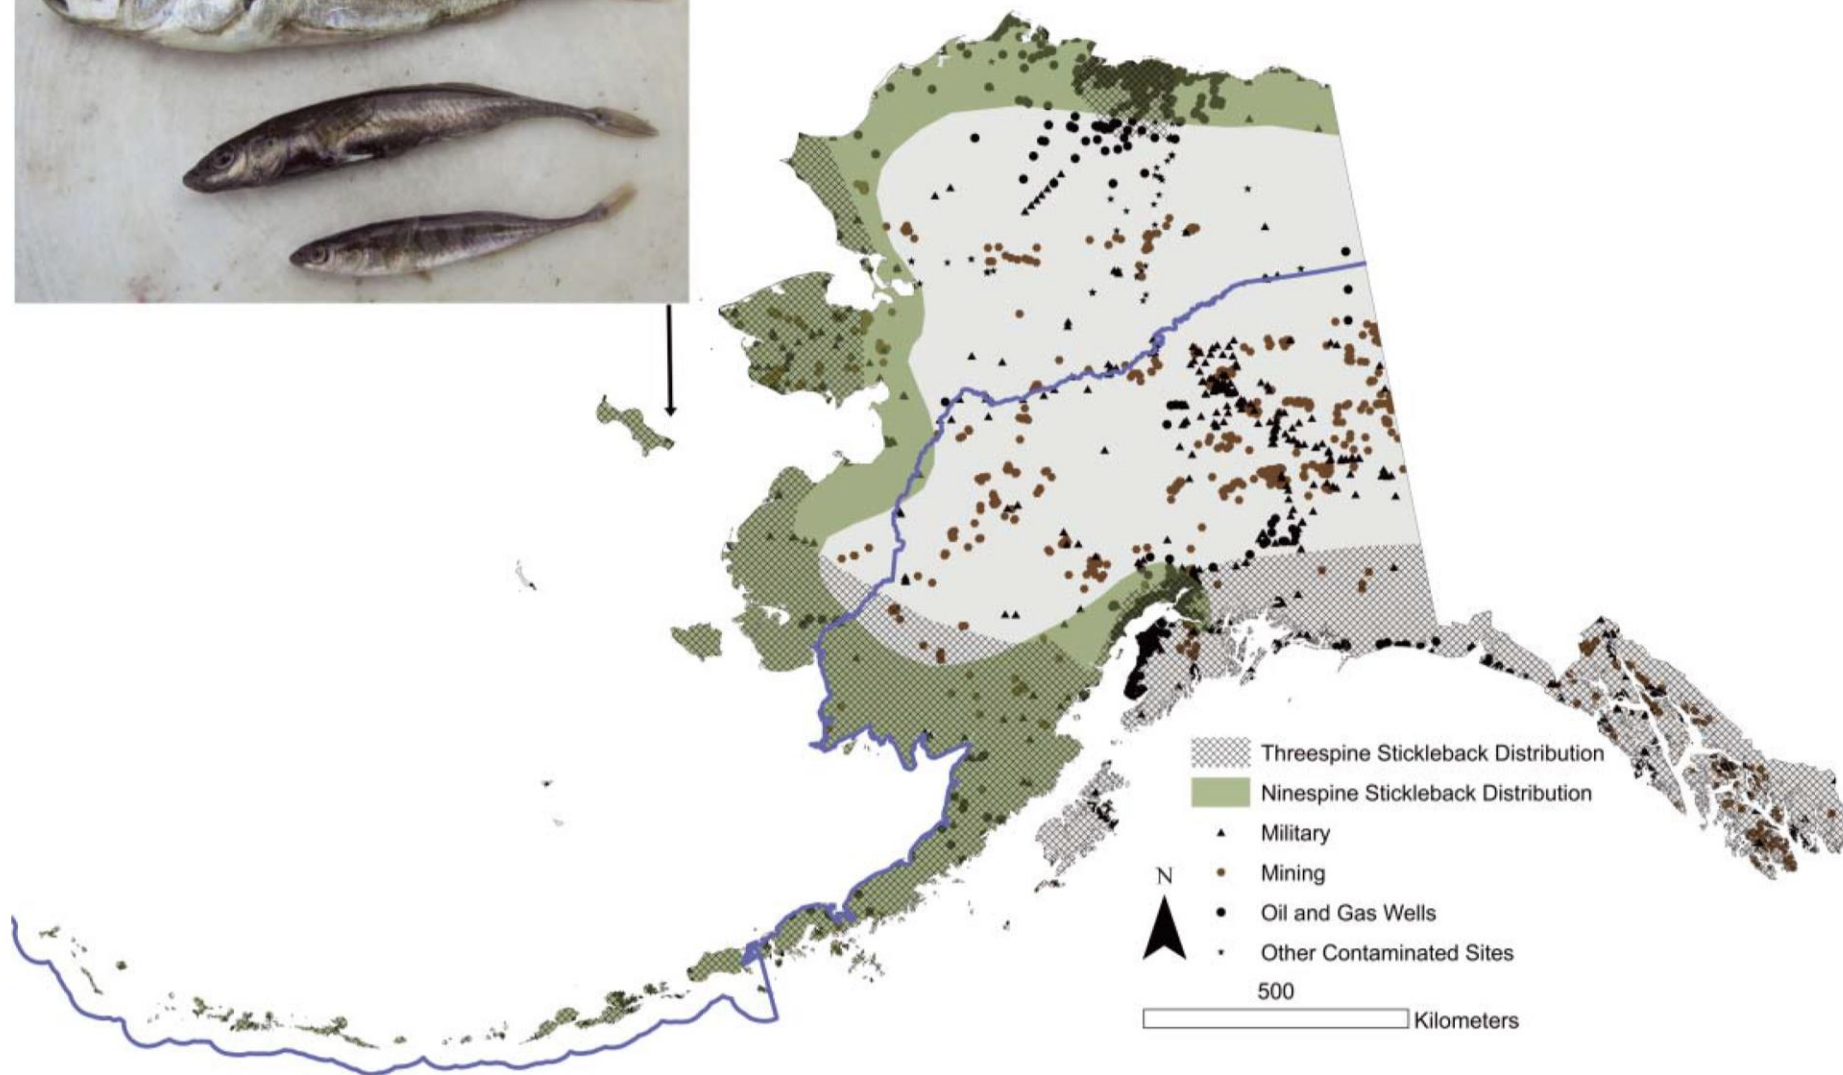 Threespine Stickleback Distribution
Ninespine Stickleback Distribution
Military
Mining
Oil and Gas Wells
Other Contaminated Sites
N
500
Kilometers